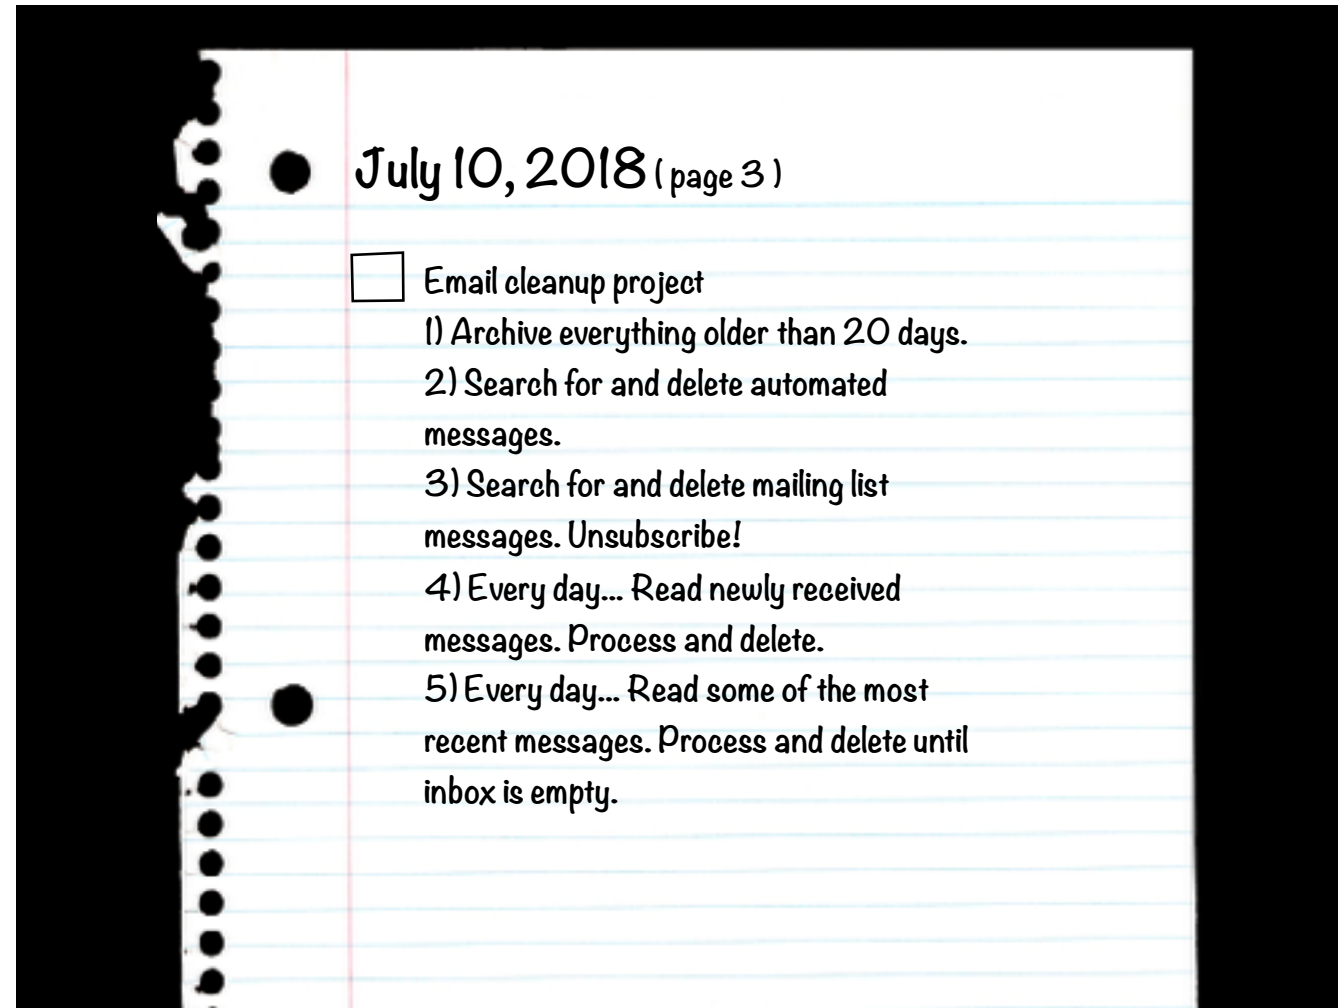 July 10, 2018 ( page 3 )
Email cleanup project
1) Archive everything older than 20 days.
2) Search for and delete automated
messages.
3) Search for and delete mailing list
messages. Unsubscribe!
4) Every day... Read newly received
messages. Process and delete.
5) Every day... Read some of the most
recent messages. Process and delete until
inbox is empty.